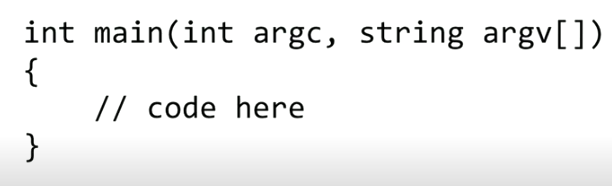 int main(int argc, string argv[])
{
    // code here
}